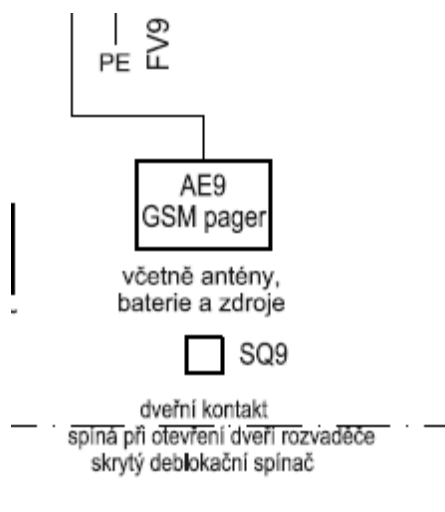 PE
FV9
AE9
GSM pager
včetně antény,
baterie a zdroje
SQ9
dveřní kontakt
spíná při otevření dveří rozvaděče
skrytý deblokační spínač